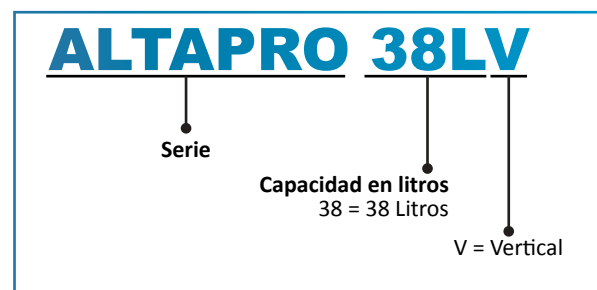 ALTAPRO 38LV
Serie
Capacidad en litros
38 = 38 Litros
V = Vertical